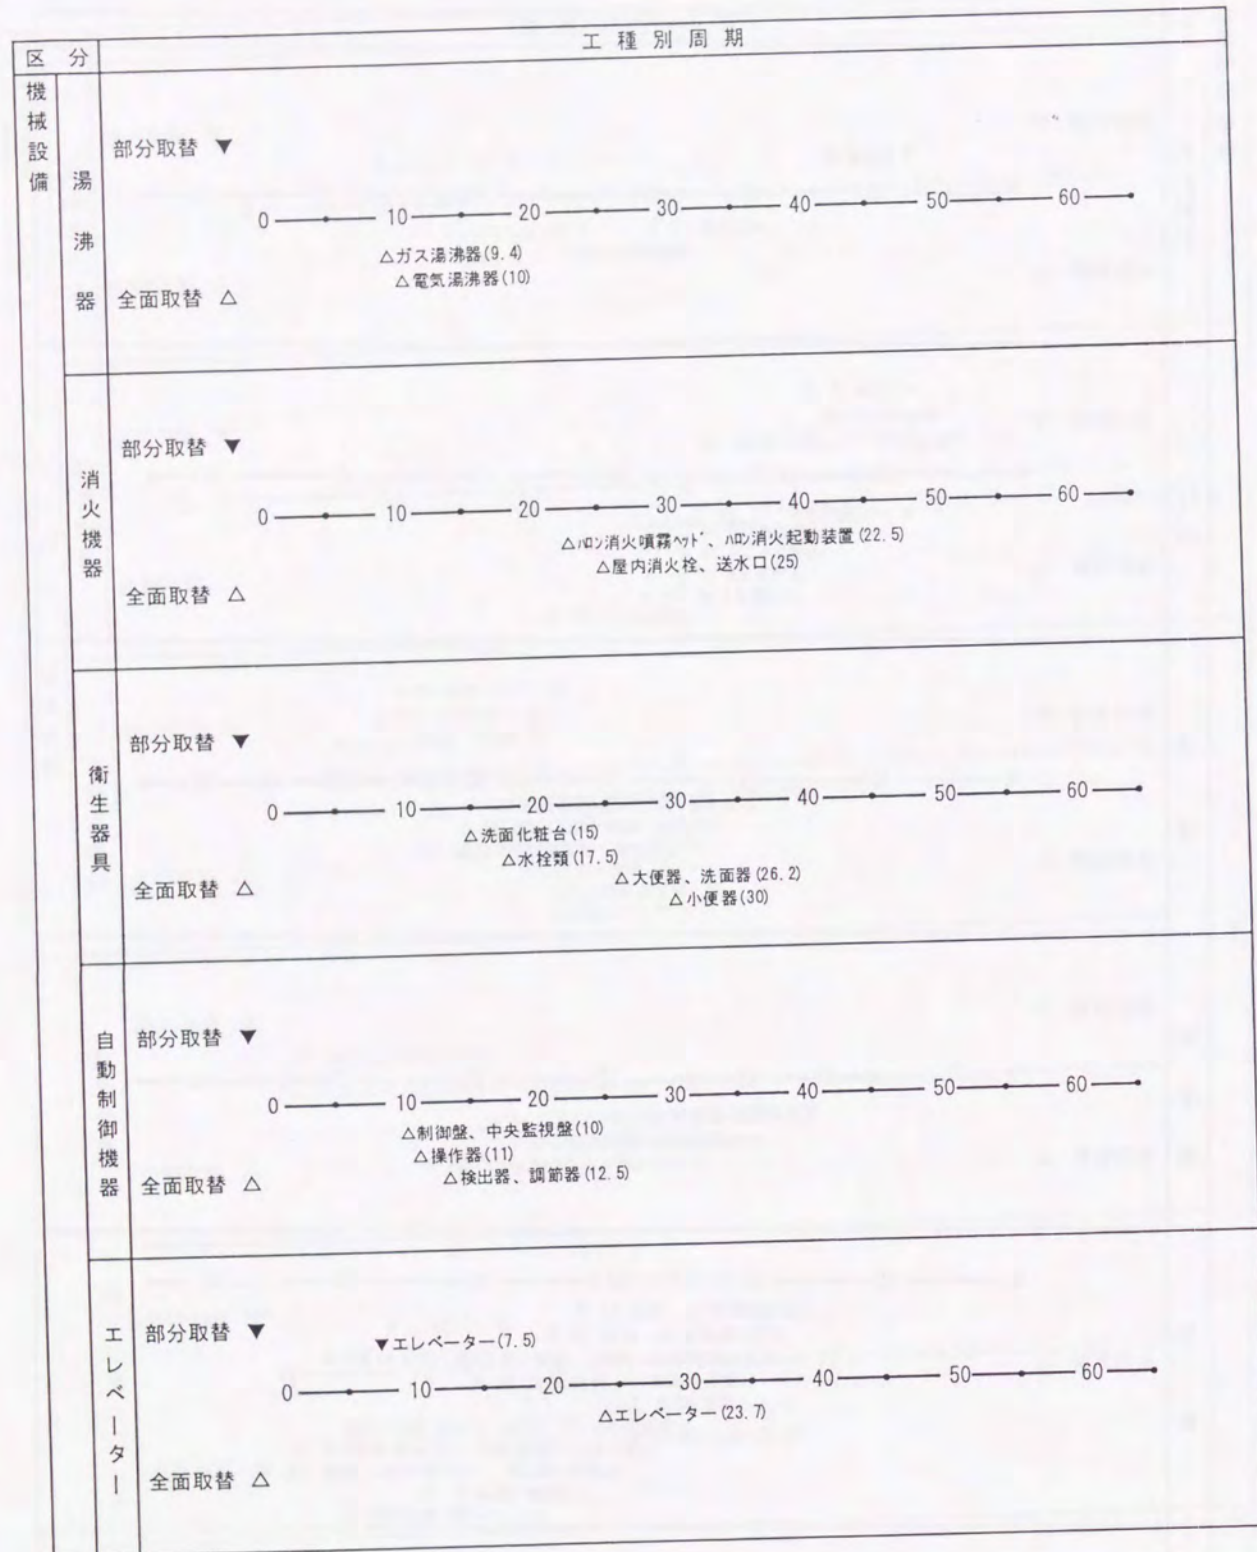 区 分
工種別周期
機械設備
湯沸器
部分取替 ▼
0 10 20 30 40 50 60
△ガス湯沸器(9.4)
△電気湯沸器(10)
全面取替 △
消火機器
部分取替 ▼
0 10 20 30 40 50 60
△ハロン消火噴霧ヘッド、ハロン消火起動装置(22.5)
△屋内消火栓、送水口(25)
全面取替 △
衛生器具
部分取替 ▼
0 10 20 30 40 50 60
△洗面化粧台(15)
△水栓類(17.5)
△大便器、洗面器(26.2)
全面取替 △
△小便器(30)
自動制御機器
部分取替 ▼
0 10 20 30 40 50 60
△制御盤、中央監視盤(10)
△操作器(11)
△検出器、調節器(12.5)
全面取替 △
エレベーター
部分取替 ▼
▼エレベーター(7.5)
0 10 20 30 40 50 60
△エレベーター(23.7)
全面取替 △